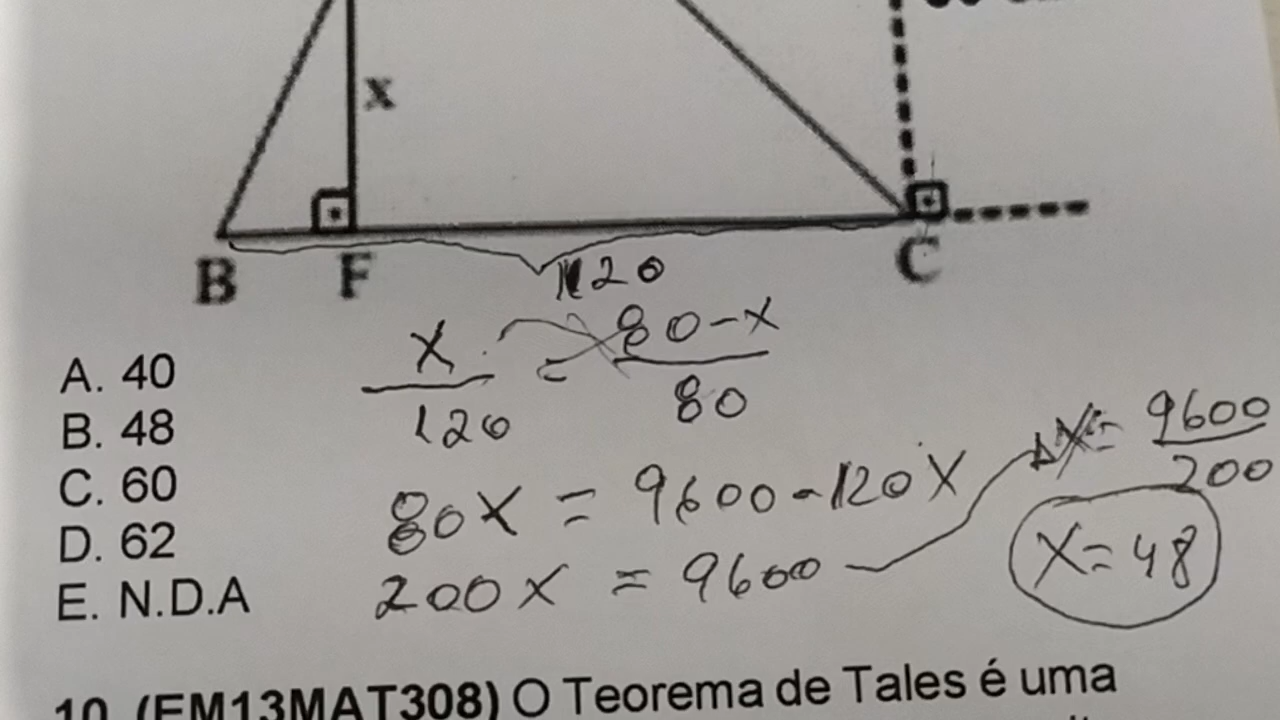 x
B F C
120
x/120 = 80-x/80
A. 40
B. 48
C. 60
D. 62
E. N.D.A
80x = 9600-120x
200x = 9600
x = 9600/200
x=48
10. (EM13MAT308) O Teorema de Tales é uma